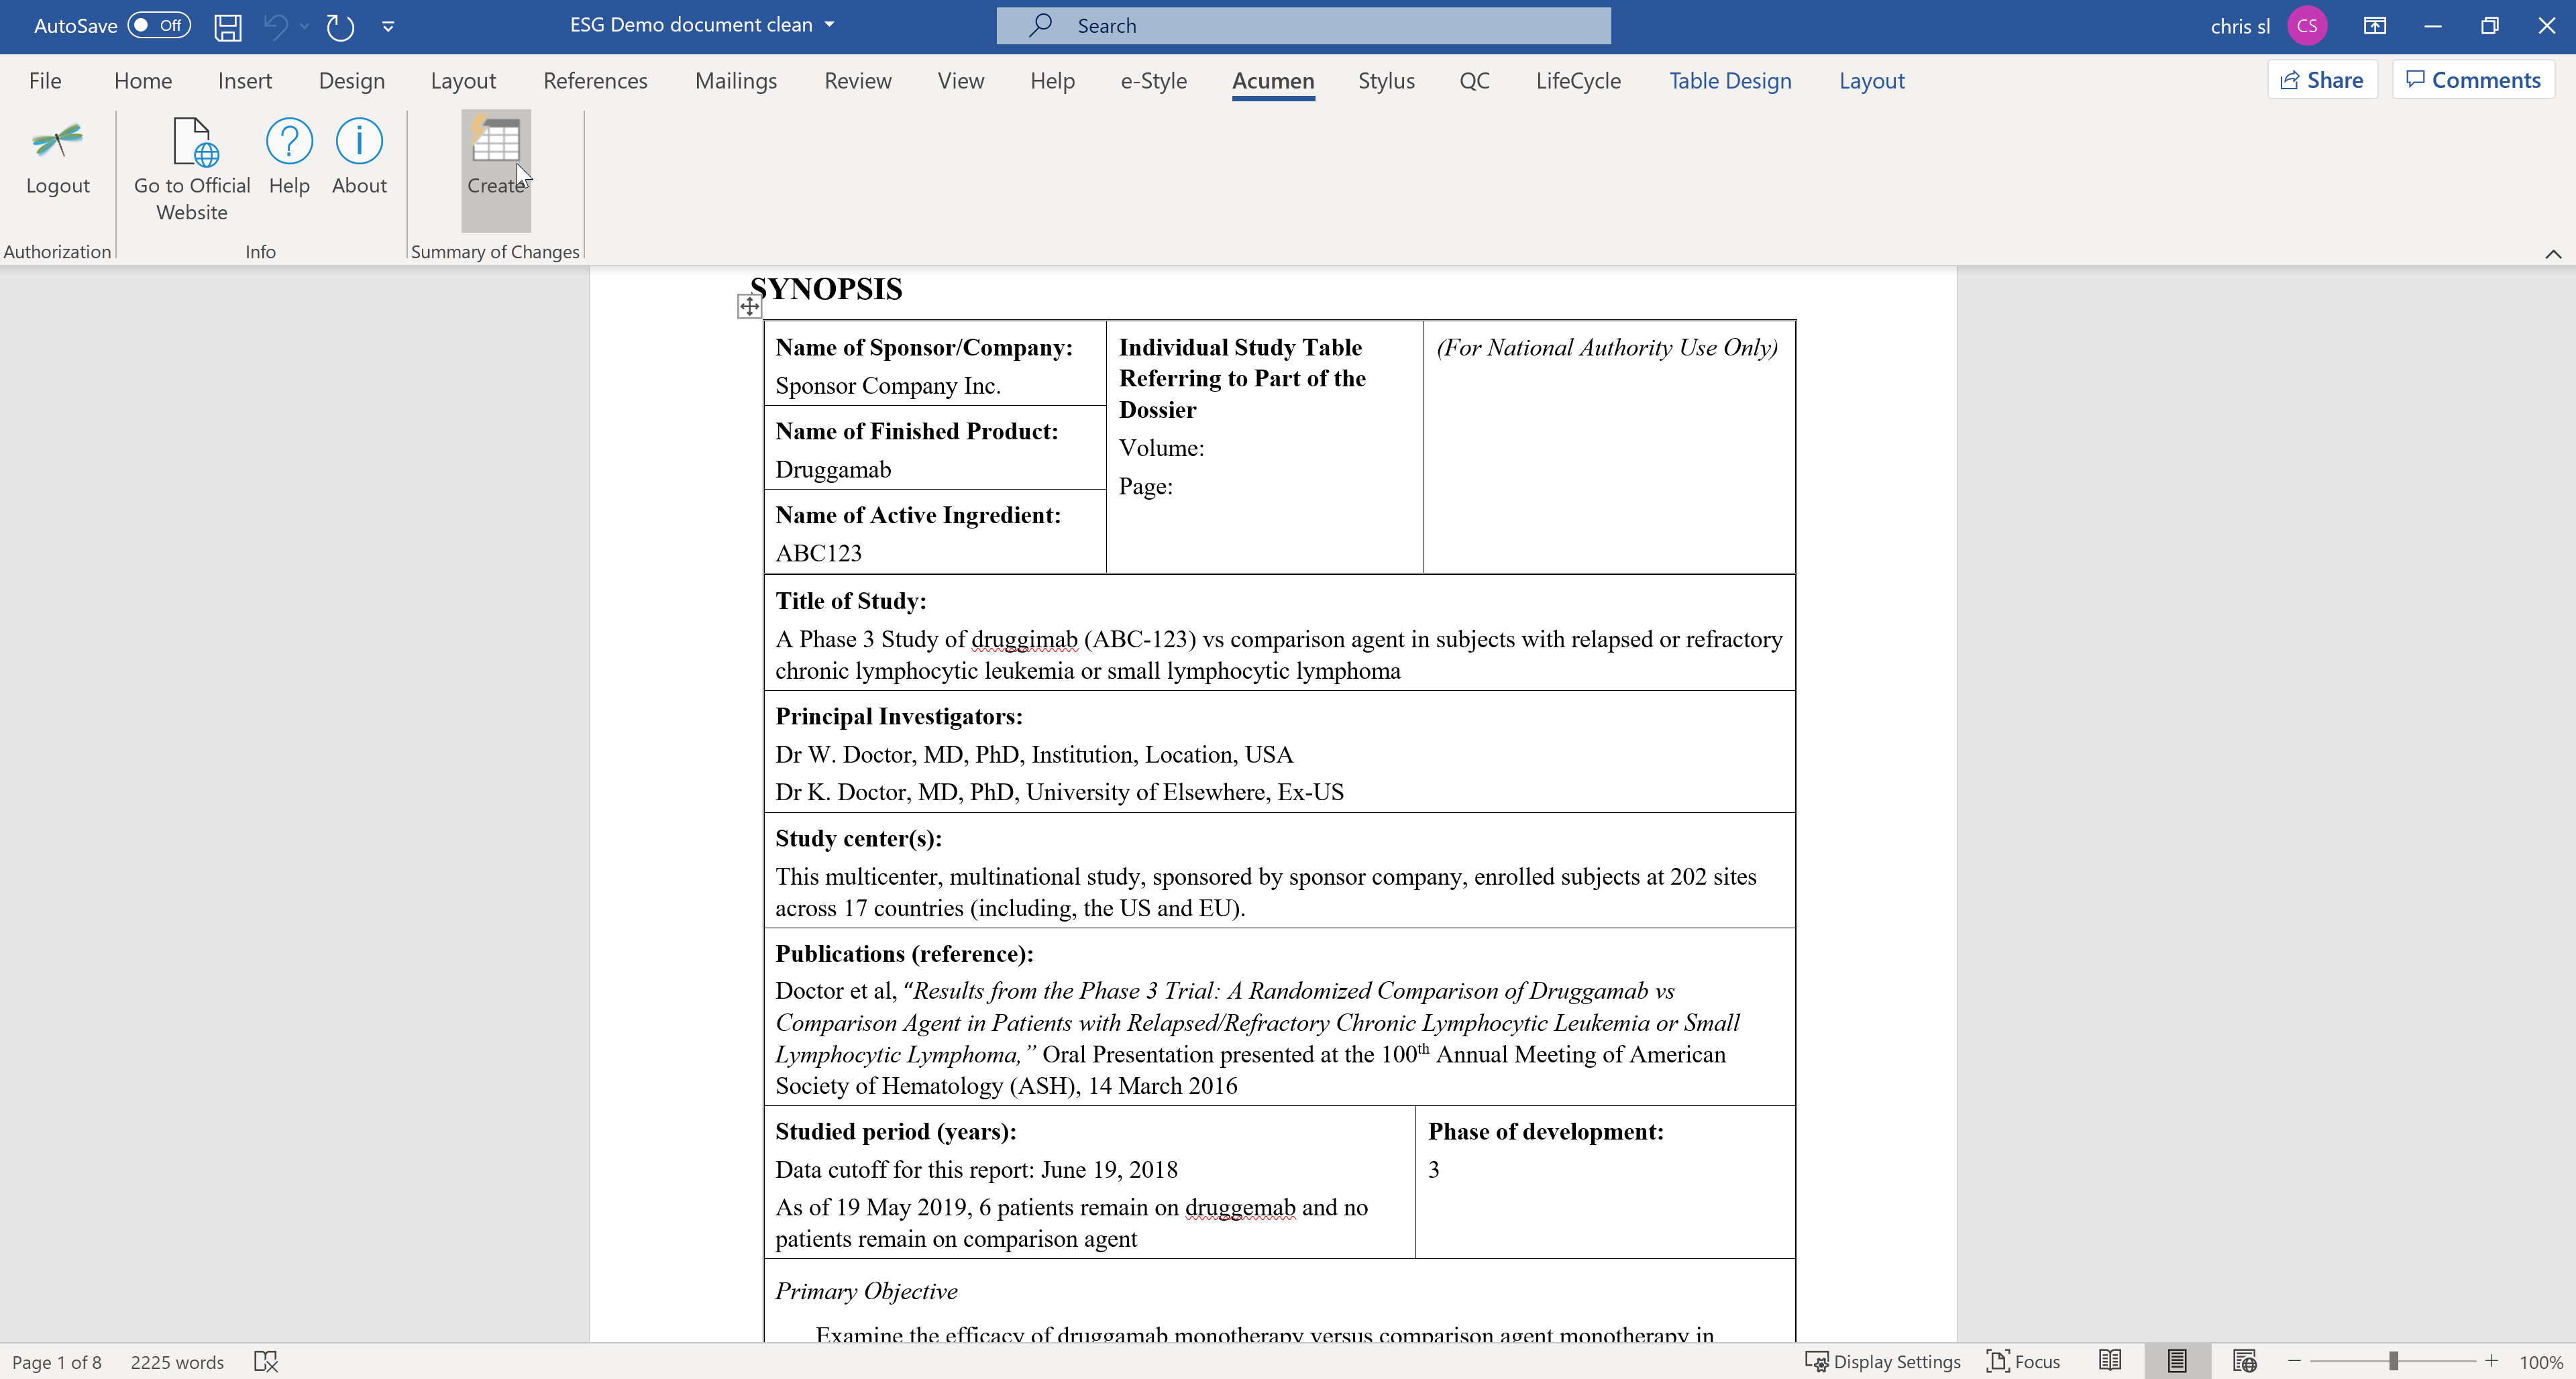 AutoSave Off ESG Demo document clean Search chris sl CS
File Home Insert Design Layout References Mailings Review View Help e-Style Acumen Stylus QC LifeCycle Table Design Layout Share Comments
Logout Go to Official Help About Create
Website
Authorization Info Summary of Changes
SYNOPSIS
Name of Sponsor/Company:
Sponsor Company Inc.
Name of Finished Product:
Druggamab
Name of Active Ingredient:
ABC123
Individual Study Table
Referring to Part of the
Dossier
Volume:
Page:
(For National Authority Use Only)
Title of Study:
A Phase 3 Study of druggimab (ABC-123) vs comparison agent in subjects with relapsed or refractory
chronic lymphocytic leukemia or small lymphocytic lymphoma
Principal Investigators:
Dr W. Doctor, MD, PhD, Institution, Location, USA
Dr K. Doctor, MD, PhD, University of Elsewhere, Ex-US
Study center(s):
This multicenter, multinational study, sponsored by sponsor company, enrolled subjects at 202 sites
across 17 countries (including, the US and EU).
Publications (reference):
Doctor et al, “Results from the Phase 3 Trial: A Randomized Comparison of Druggamab vs
Comparison Agent in Patients with Relapsed/Refractory Chronic Lymphocytic Leukemia or Small
Lymphocytic Lymphoma,” Oral Presentation presented at the 100th Annual Meeting of American
Society of Hematology (ASH), 14 March 2016
Studied period (years):
Data cutoff for this report: June 19, 2018
As of 19 May 2019, 6 patients remain on druggemab and no
patients remain on comparison agent
Phase of development:
3
Primary Objective
Examine the efficacy of druggamab monotherapy versus comparison agent monotherapy in
Page 1 of 8 2225 words Display Settings Focus 100%